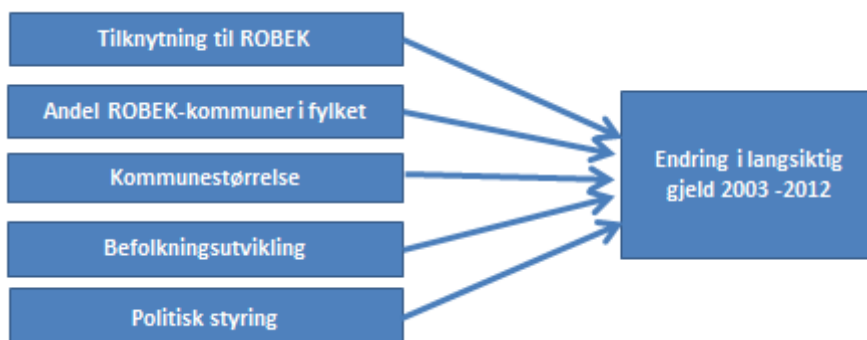 Tilknytning til ROBEK
Andel ROBEK-kommuner i fylket
Kommunestørrelse
Befolkningsutvikling
Politisk styring
Endring i langsiktig
gjeld 2003 -2012